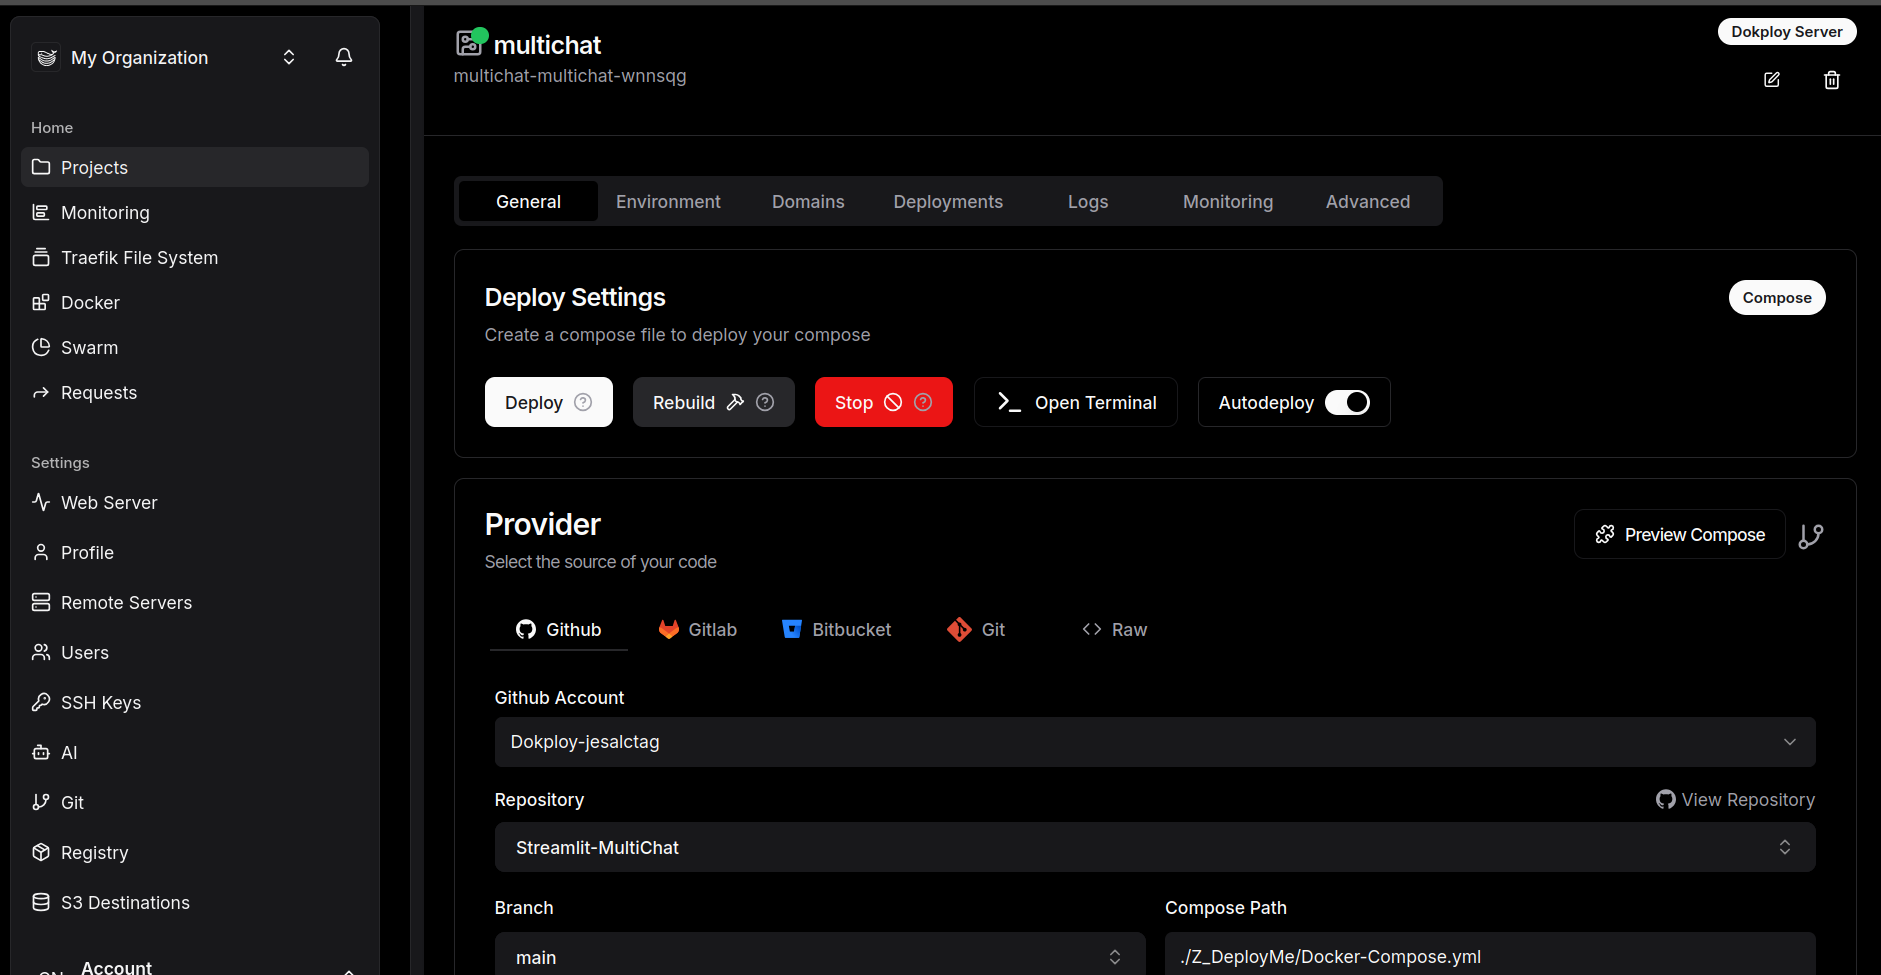 My Organization
Home
Projects
Monitoring
Traefik File System
Docker
Swarm
Requests
Settings
Web Server
Profile
Remote Servers
Users
SSH Keys
AI
Git
Registry
S3 Destinations
Account
multichat
multichat-multichat-wnnsqg
Dokploy Server
General Environment Domains Deployments Logs Monitoring Advanced
Deploy Settings
Compose
Create a compose file to deploy your compose
Deploy Rebuild Stop Open Terminal Autodeploy
Provider
Preview Compose
Select the source of your code
Github Gitlab Bitbucket Git Raw
Github Account
Dokploy-jesalctag
Repository View Repository
Streamlit-MultiChat
Branch Compose Path
main ./Z_DeployMe/Docker-Compose.yml